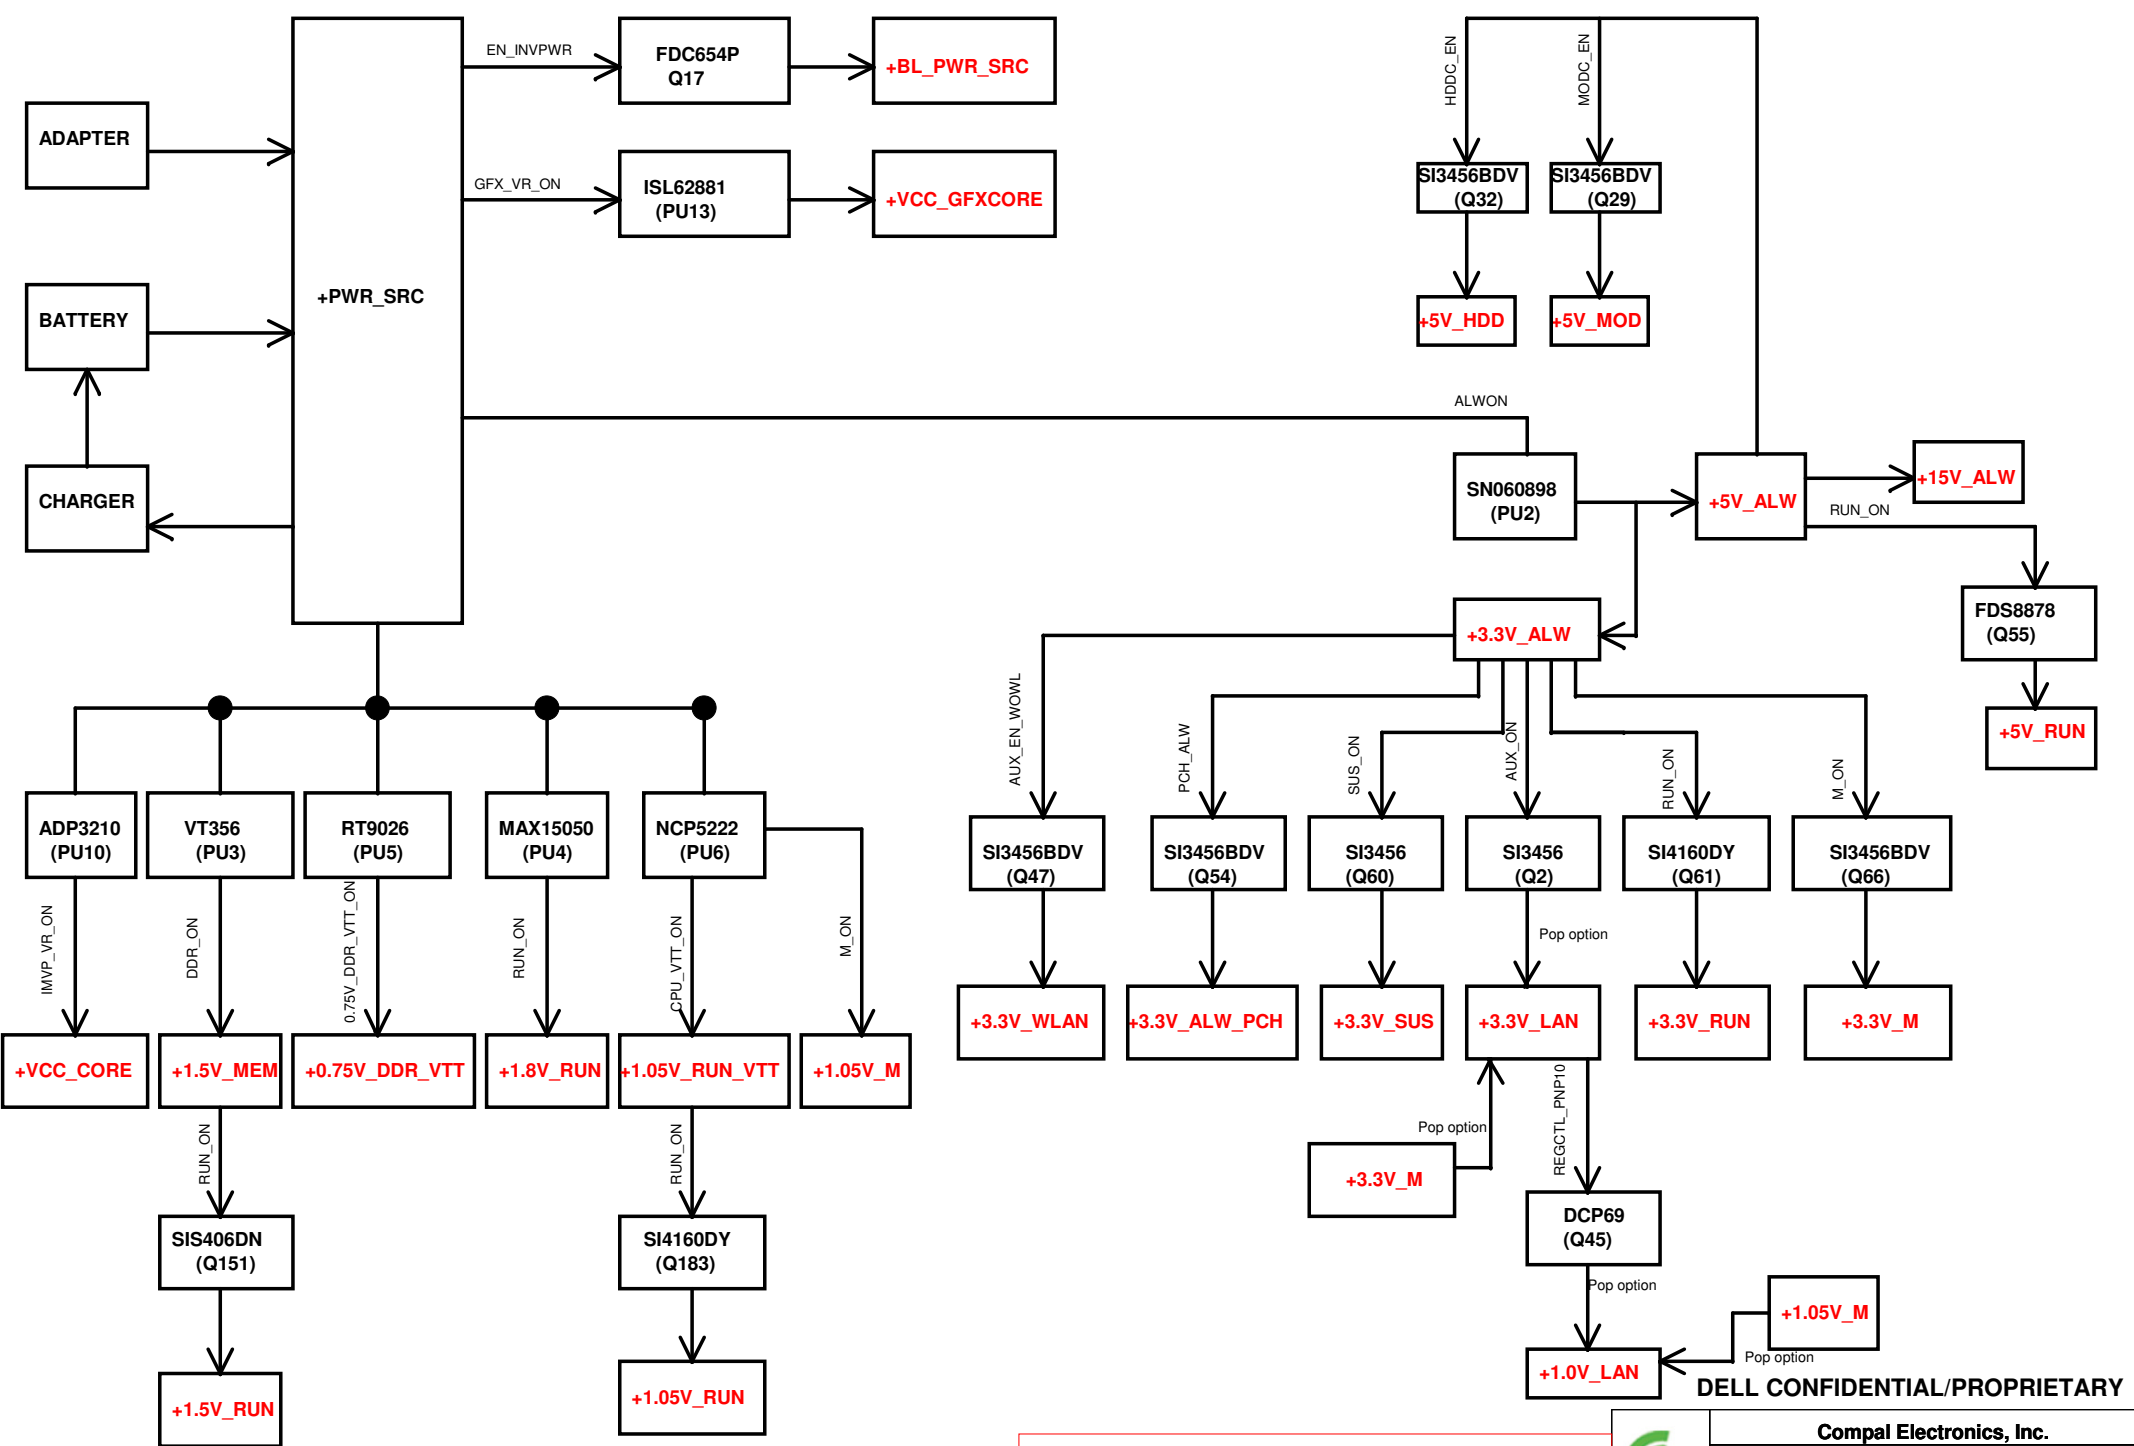 EN_INVPWR
FDC654P
Q17
+BL_PWR_SRC
HDDC_EN
MODC_EN
ADAPTER
GFX_VR_ON
ISL62881
(PU13)
+VCC_GFXCORE
SI3456BDV
(Q32)
SI3456BDV
(Q29)
+PWR_SRC
BATTERY
+5V_HDD
+5V_MOD
ALWON
CHARGER
SN060898
(PU2)
+5V_ALW
+15V_ALW
RUN_ON
FDS8878
(Q55)
+3.3V_ALW
+5V_RUN
AUX_EN_WOWL
PCH_ALW
SUS_ON
AUX_ON
RUN_ON
M_ON
ADP3210
(PU10)
VT356
(PU3)
RT9026
(PU5)
MAX15050
(PU4)
NCP5222
(PU6)
SI3456BDV
(Q47)
SI3456BDV
(Q54)
SI3456
(Q60)
SI3456
(Q2)
SI4160DY
(Q61)
SI3456BDV
(Q66)
IMVP_VR_ON
DDR_ON
0.75V_DDR_VTT_ON
RUN_ON
CPU_VTT_ON
M_ON
Pop option
+3.3V_WLAN
+3.3V_ALW_PCH
+3.3V_SUS
+3.3V_LAN
+3.3V_RUN
+3.3V_M
+VCC_CORE
+1.5V_MEM
+0.75V_DDR_VTT
+1.8V_RUN
+1.05V_RUN_VTT
+1.05V_M
RUN_ON
RUN_ON
Pop option
REGCTL_PNP10
+3.3V_M
SIS406DN
(Q151)
SI4160DY
(Q183)
DCP69
(Q45)
Pop option
+1.05V_M
Pop option
+1.0V_LAN
+1.5V_RUN
+1.05V_RUN
DELL CONFIDENTIAL/PROPRIETARY
Compal Electronics, Inc.